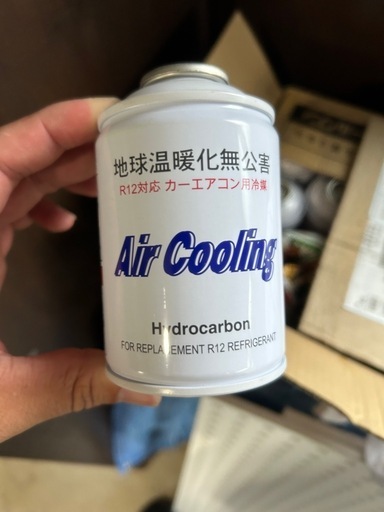 地球温暖化無公害
R12対応 カーエアコン用冷媒
Air Cooling
Hydrocarbon
FOR REPLACEMENT R12 REFRIGERANT